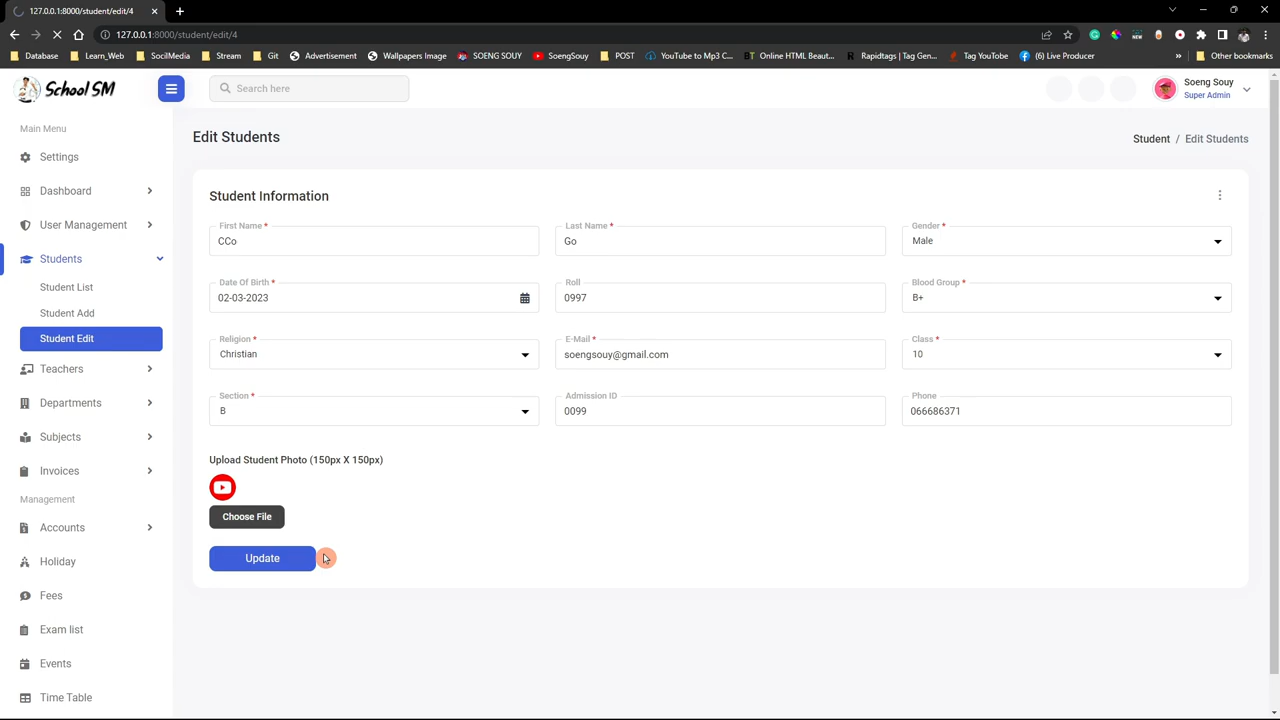 127.0.0.1:8000/student/edit/4
127.0.0.1:8000/student/edit/4
Database Learn_Web SocilMedia Stream Git Advertisement Wallpapers Image SOENG SOUY SoengSouy POST YouTube to Mp3 C... Online HTML Beaut... Rapidtags | Tag Gen... Tag YouTube (6) Live Producer » Other bookmarks
School SM
Search here
Soeng Souy
Super Admin
Main Menu
Settings
Dashboard
User Management
Students
Student List
Student Add
Student Edit
Teachers
Departments
Subjects
Invoices
Management
Accounts
Holiday
Fees
Exam list
Events
Time Table
Edit Students
Student / Edit Students
Student Information
First Name *
CCo
Last Name *
Go
Gender *
Male
Date Of Birth *
02-03-2023
Roll
0997
Blood Group *
B+
Religion *
Christian
E-Mail *
soengsouy@gmail.com
Class *
10
Section *
B
Admission ID
0099
Phone
066686371
Upload Student Photo (150px X 150px)
Choose File
Update